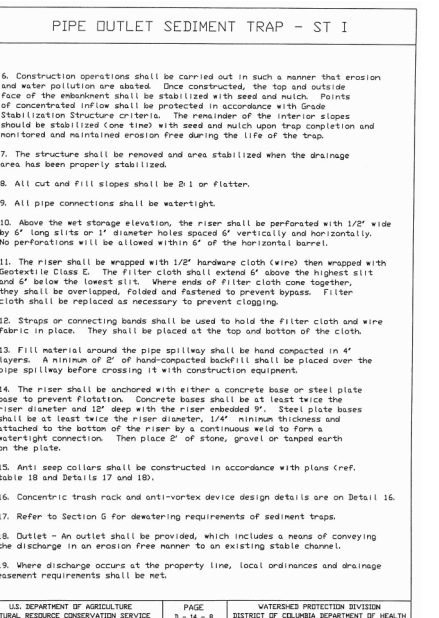 PIPE OUTLET SEDIMENT TRAP - ST I
6. Construction operations shall be carried out in such a manner that erosion
and water pollution are abated. Once constructed, the top and outside
face of the embankment shall be stabilized with seed and mulch. Points
of concentrated inflow shall be protected in accordance with Grade
Stabilization Structure criteria. The remainder of the interior slopes
should be stabilized (one time) with seed and mulch upon trap completion and
monitored and maintained erosion free during the life of the trap.
7. The structure shall be removed and area stabilized when the drainage
area has been properly stabilized.
8. All cut and fill slopes shall be 2:1 or flatter.
9. All pipe connections shall be watertight.
10. Above the wet storage elevation, the riser shall be perforated with 1/2" wide
by 6" long slits or 1" diameter holes spaced 6" vertically and horizontally.
No perforations will be allowed within 6" of the horizontal barrel.
11. The riser shall be wrapped with 1/2" hardware cloth (wire) then wrapped with
Geotextile Class E. The filter cloth shall extend 6" above the highest slit
and 6" below the lowest slit. Where ends of filter cloth come together,
they shall be overlapped, folded and fastened to prevent bypass. Filter
cloth shall be replaced as necessary to prevent clogging.
12. Straps or connecting bands shall be used to hold the filter cloth and wire
fabric in place. They shall be placed at the top and bottom of the cloth.
13. Fill material around the pipe spillway shall be hand compacted in 4"
layers. A minimum of 2' of hand-compacted backfill shall be placed over the
pipe spillway before crossing it with construction equipment.
14. The riser shall be anchored with either a concrete base or steel plate
base to prevent flotation. Concrete bases shall be at least twice the
riser diameter and 12" deep with the riser embedded 9". Steel plate bases
shall be at least twice the riser diameter, 1/4" minimum thickness and
attached to the bottom of the riser by a continuous weld to form a
watertight connection. Then place 2' of stone, gravel or tamped earth
on the plate.
15. Anti seep collars shall be constructed in accordance with plans (ref.
table 18 and Details 17 and 18).
16. Concentric trash rack and anti-vortex device design details are on Detail 16.
17. Refer to Section G for dewatering requirements of sediment traps.
18. Outlet - An outlet shall be provided, which includes a means of conveying
the discharge in an erosion free manner to an existing stable channel.
19. Where discharge occurs at the property line, local ordinances and drainage
easement requirements shall be met.
U.S. DEPARTMENT OF AGRICULTURE PAGE WATERSHED PROTECTION DIVISION
TURAL RESOURCE CONSERVATION SERVICE D - 14 - 8 DISTRICT OF COLUMBIA DEPARTMENT OF HEALTH